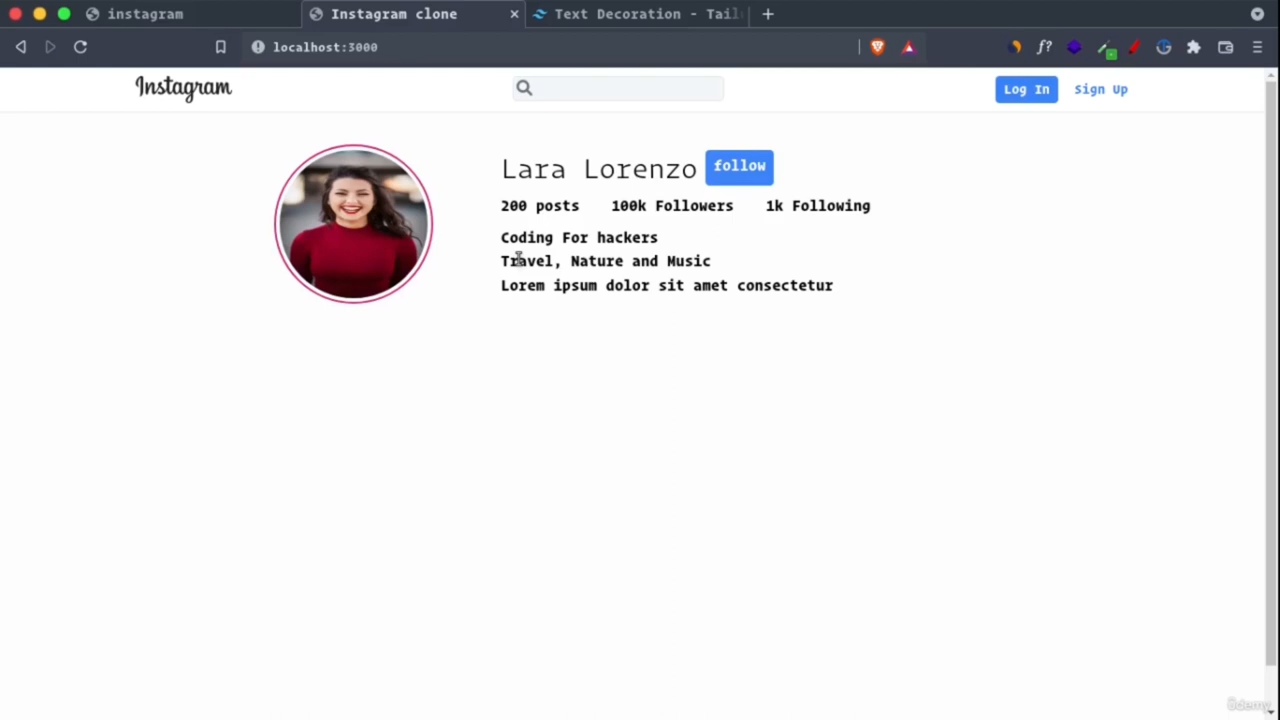 instagram
Instagram clone
Text Decoration - Tail
localhost:3000
f?
Instagram
Log In
Sign Up
Lara Lorenzo
follow
200 posts
100k Followers
1k Following
Coding For hackers
Travel, Nature and Music
Lorem ipsum dolor sit amet consectetur
ûdemy